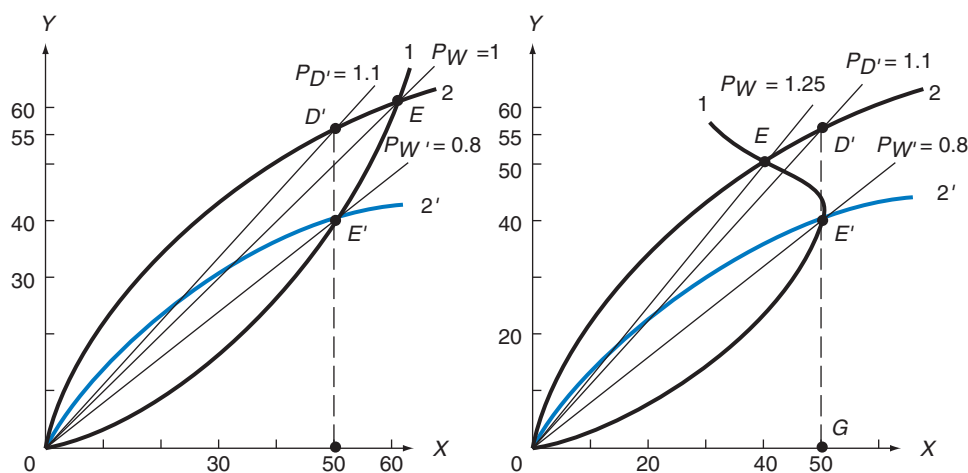 Y
1
P_W = 1
P_D' = 1.1
2
60
D'
E
55
P_W' = 0.8
2'
40
E'
30
0
30
50
60
X
Y
P_D' = 1.1
P_W = 1.25
2
1
60
E
D'
55
P_W' = 0.8
50
2'
40
E'
20
G
0
20
40
50
X